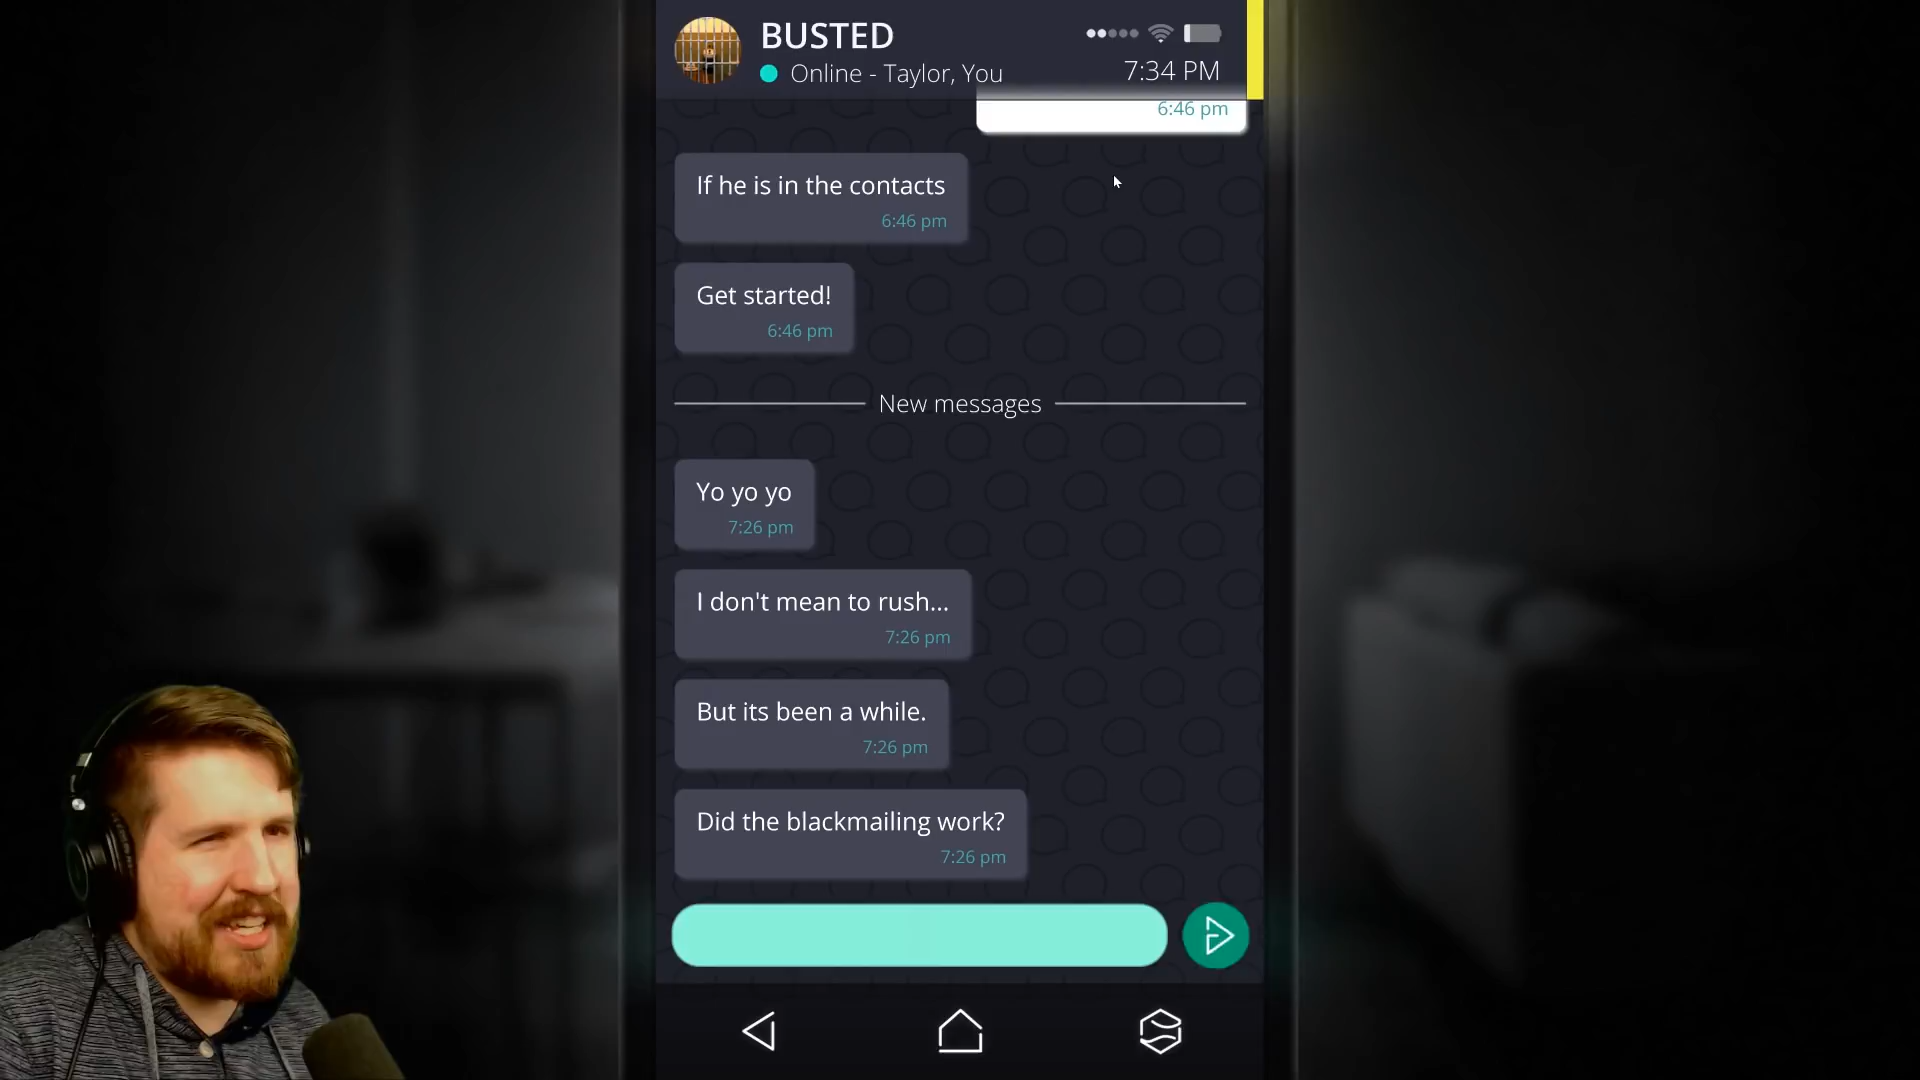 BUSTED
Online - Taylor, You
7:34 PM
6:46 pm
If he is in the contacts
6:46 pm
Get started!
6:46 pm
New messages
Yo yo yo
7:26 pm
I don't mean to rush...
7:26 pm
But its been a while.
7:26 pm
Did the blackmailing work?
7:26 pm